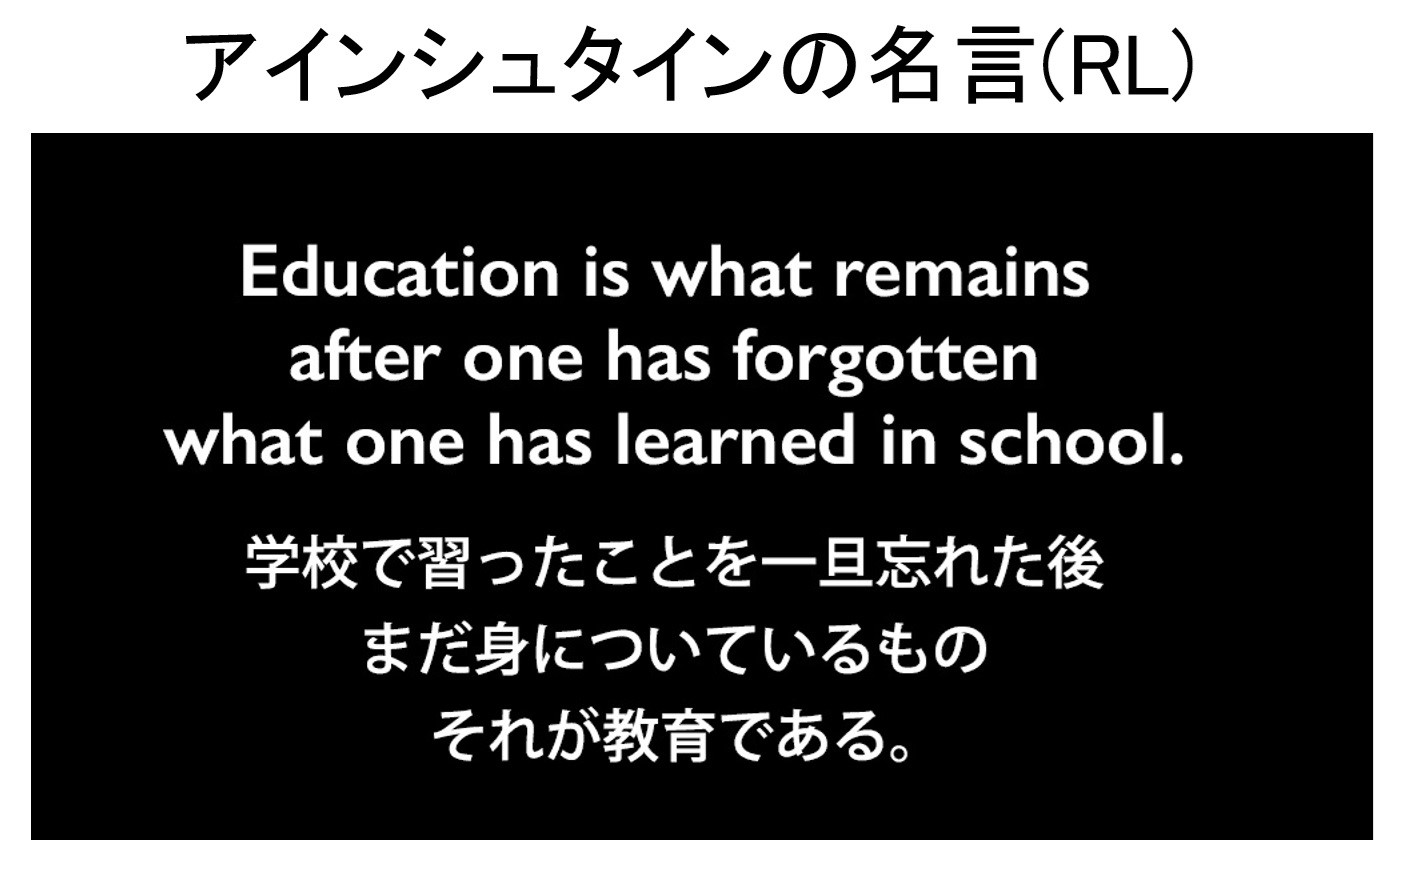 アインシュタインの名言(RL)
Education is what remains
after one has forgotten
what one has learned in school.
学校で習ったことを一旦忘れた後
まだ身についているもの
それが教育である。